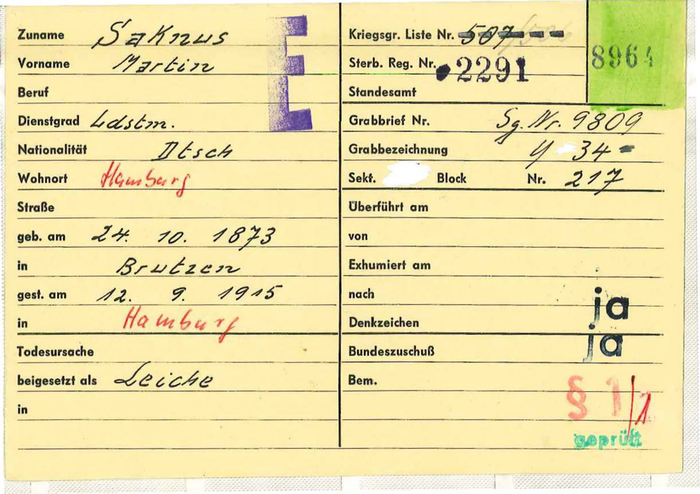 Zuname Saknus
Vorname Martin
Beruf
Dienstgrad Ldstm.
Nationalität Dtsch
Wohnort Hamburg
Straße
geb. am 24. 10. 1873
in Brutzen
gest. am 12. 9. 1915
in Hamburg
Todesursache
beigesetzt als Leiche
in
E
Kriegsgr. Liste Nr. 507
Sterb. Reg. Nr. 2291
8964
Standesamt
Grabbrief Nr. Sg. Nr. 9809
Grabbezeichnung 34-
Sekt. Block Nr. 217
Überführt am
von
Exhumiert am
nach
Denkzeichen ja
Bundeszuschuß ja
Bem.
§ 1/1
geprüft